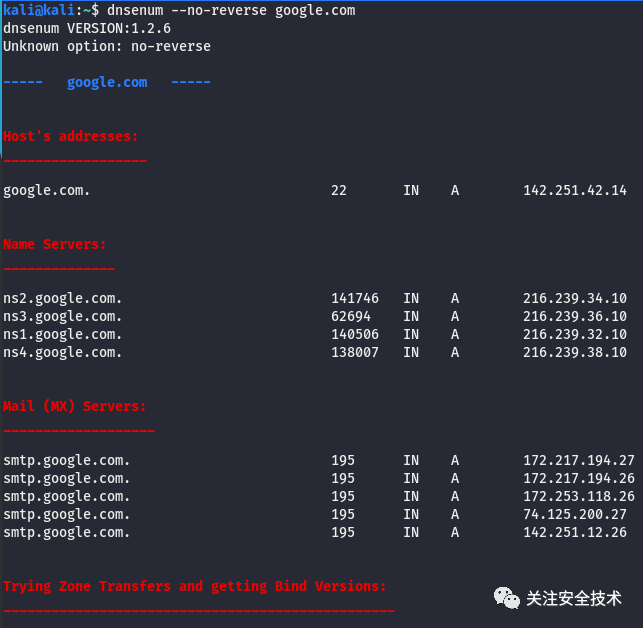 kali@kali:~$ dnsenum --no-reverse google.com
dnsenum VERSION:1.2.6
Unknown option: no-reverse
----- google.com -----
Host's addresses:
__________________
google.com. 22 IN A 142.251.42.14
Name Servers:
______________
ns2.google.com. 141746 IN A 216.239.34.10
ns3.google.com. 62694 IN A 216.239.36.10
ns1.google.com. 140506 IN A 216.239.32.10
ns4.google.com. 138007 IN A 216.239.38.10
Mail (MX) Servers:
___________________
smtp.google.com. 195 IN A 172.217.194.27
smtp.google.com. 195 IN A 172.217.194.26
smtp.google.com. 195 IN A 172.253.118.26
smtp.google.com. 195 IN A 74.125.200.27
smtp.google.com. 195 IN A 142.251.12.26
Trying Zone Transfers and getting Bind Versions:
_________________________________________________
关注安全技术